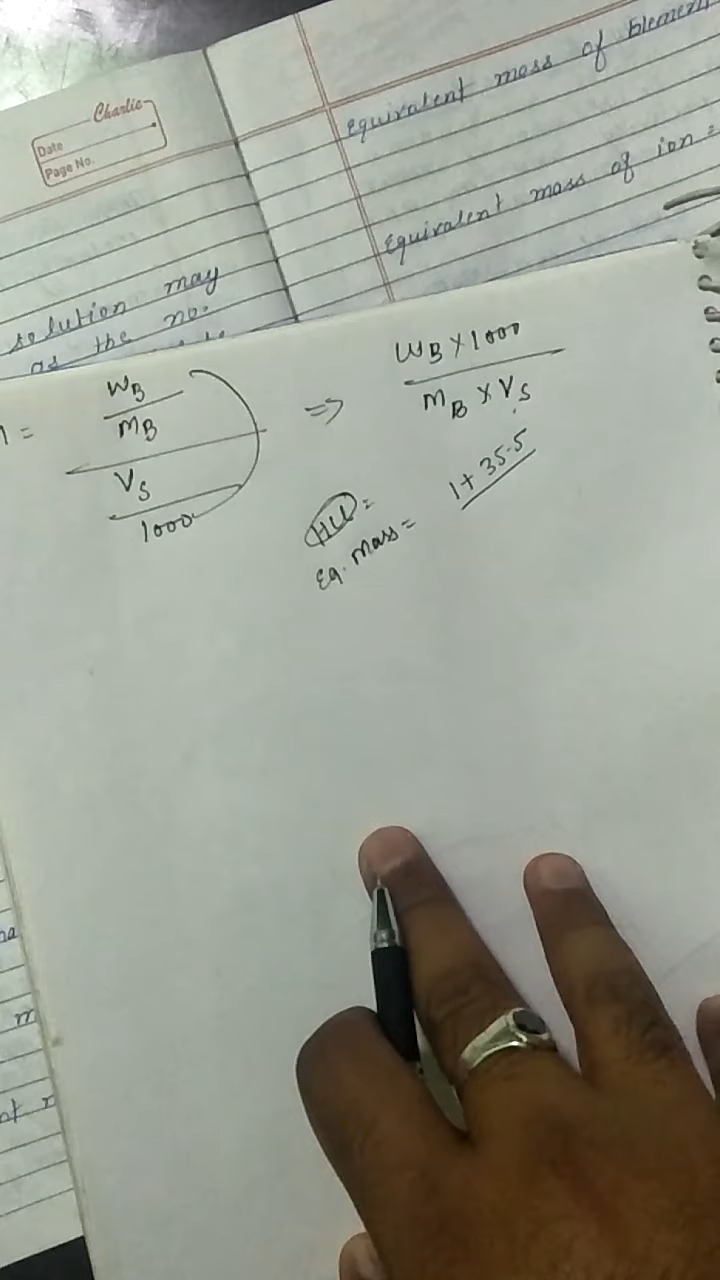 Charlie
Date
Page No.
equivalent mass of
equivalent mass of ion =
solution may
as the no.
=
WB
MB
VS
1000
⇒
WB × 1000
MB × VS
HCl =
Eq. Mass =
1 + 35.5